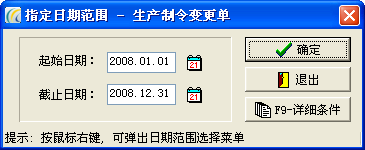 指定日期范围 - 生产制令变更单
起始日期： 2008.01.01 21
截止日期： 2008.12.31 21
确定
退出
F9-详细条件
提示：按鼠标右键，可弹出日期范围选择菜单